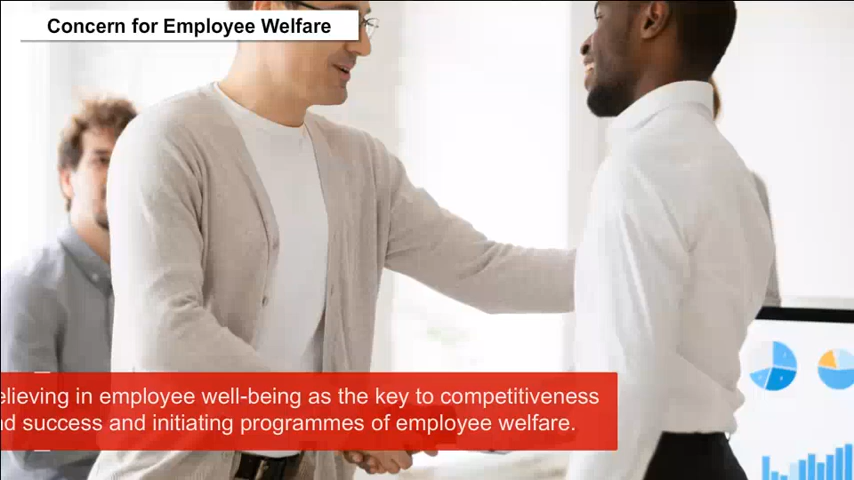 Concern for Employee Welfare
elieving in employee well-being as the key to competitiveness
nd success and initiating programmes of employee welfare.